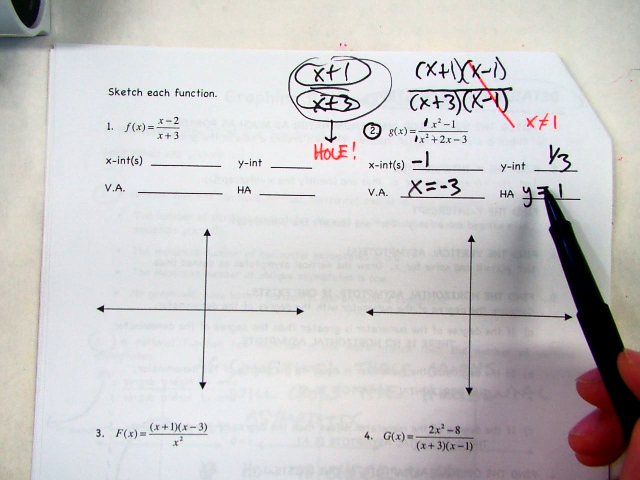 x+1
x+3
HOLE!
(x+1)(x-1)
(x+3)(x-1)
x≠1
Sketch each function.
1. f(x)=x-2/x+3
2. g(x)=1x²-1/1x²+2x-3
x-int(s) y-int
V.A. HA
x-int(s) -1 y-int 1/3
V.A. x=-3 HA y=1
3. F(x)=(x+1)(x-3)/x²
4. G(x)=2x²-8/(x+3)(x-1)